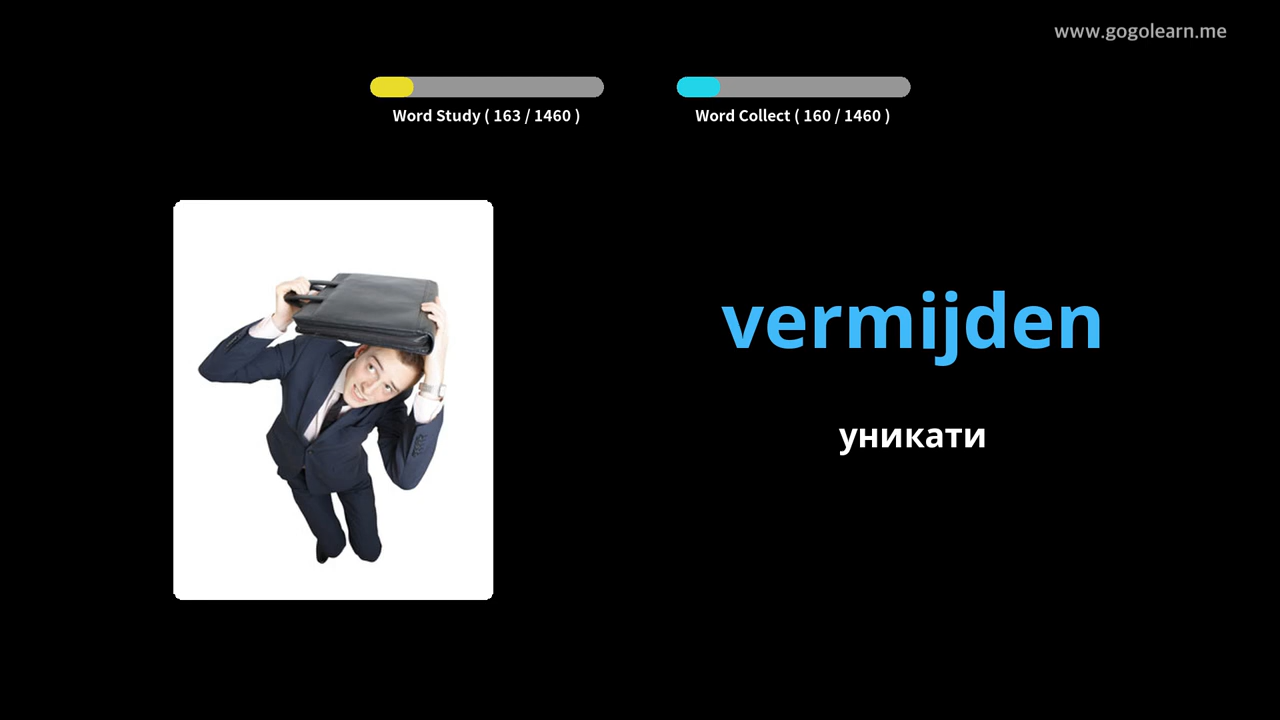 www.gogolearn.me
Word Study ( 163 / 1460 )
Word Collect ( 160 / 1460 )
vermijden
уникати